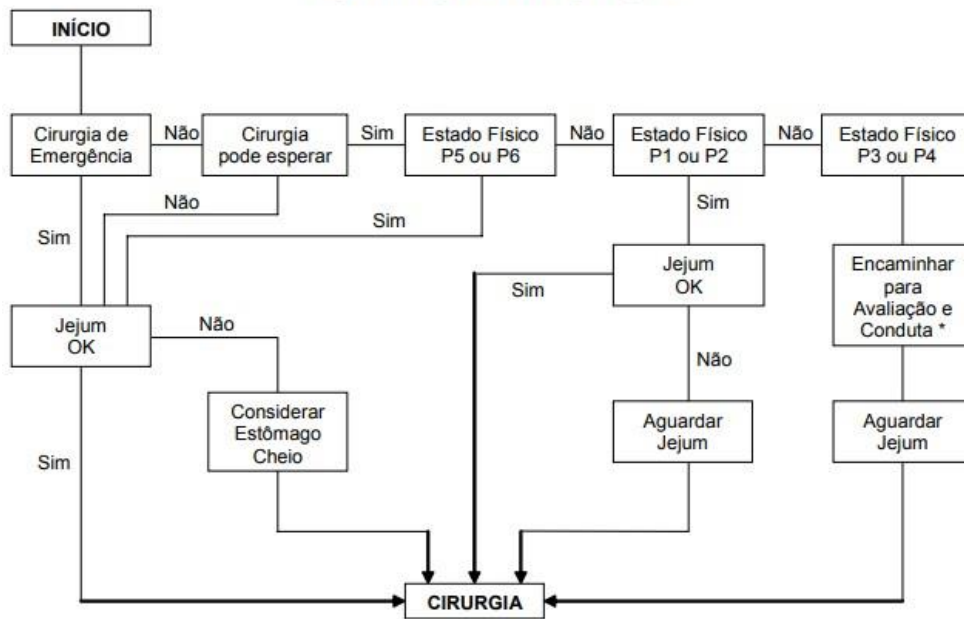 INÍCIO
Cirurgia de
Emergência
Não
Cirurgia
pode esperar
Sim
Estado Físico
P5 ou P6
Não
Estado Físico
P1 ou P2
Não
Estado Físico
P3 ou P4
Não
Sim
Sim
Sim
Jejum
OK
Sim
Encaminhar
para
Avaliação e
Conduta *
Jejum
OK
Não
Não
Considerar
Estômago
Cheio
Aguardar
Jejum
Aguardar
Jejum
Sim
CIRURGIA